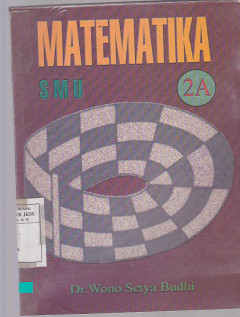 MATEMATIKA
SMU
2A
Dr. Wono Setya Budhi